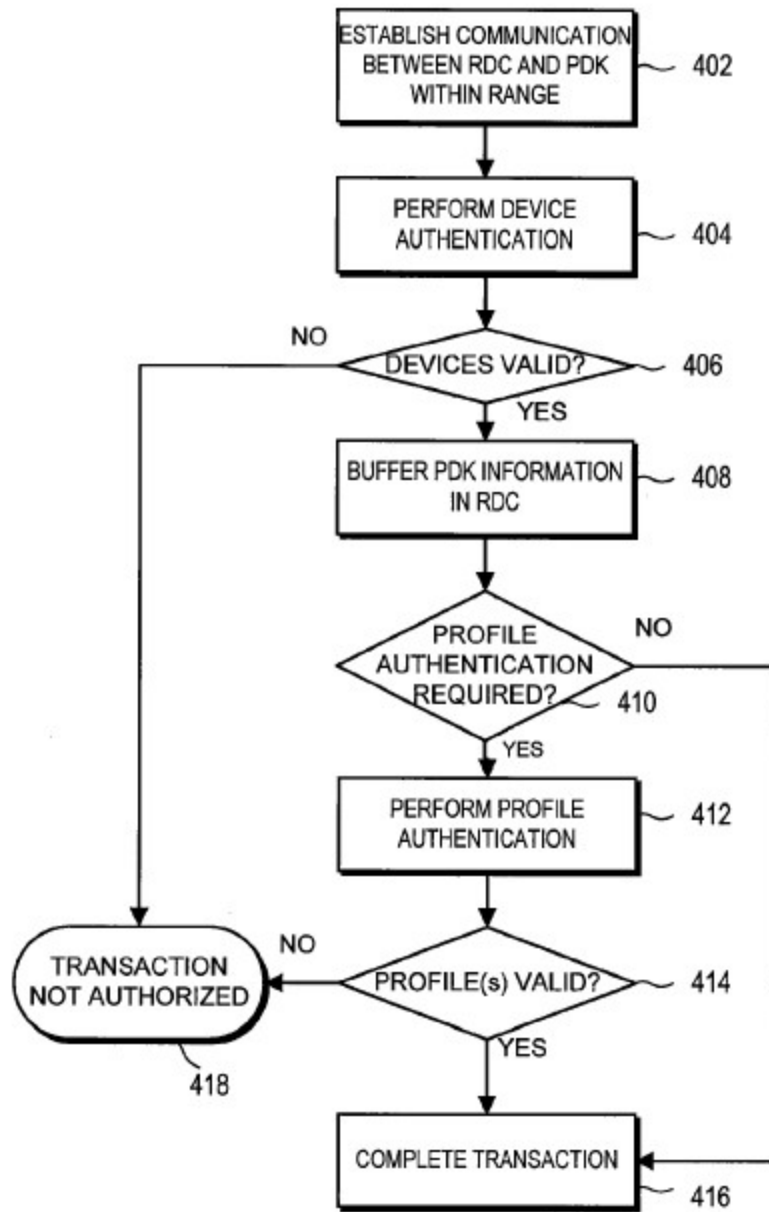 ESTABLISH COMMUNICATION
BETWEEN RDC AND PDK
WITHIN RANGE
402
PERFORM DEVICE
AUTHENTICATION
404
NO
DEVICES VALID?
406
YES
BUFFER PDK INFORMATION
IN RDC
408
PROFILE
AUTHENTICATION
REQUIRED?
NO
410
YES
PERFORM PROFILE
AUTHENTICATION
412
TRANSACTION
NOT AUTHORIZED
418
NO
PROFILE(s) VALID?
414
YES
COMPLETE TRANSACTION
416